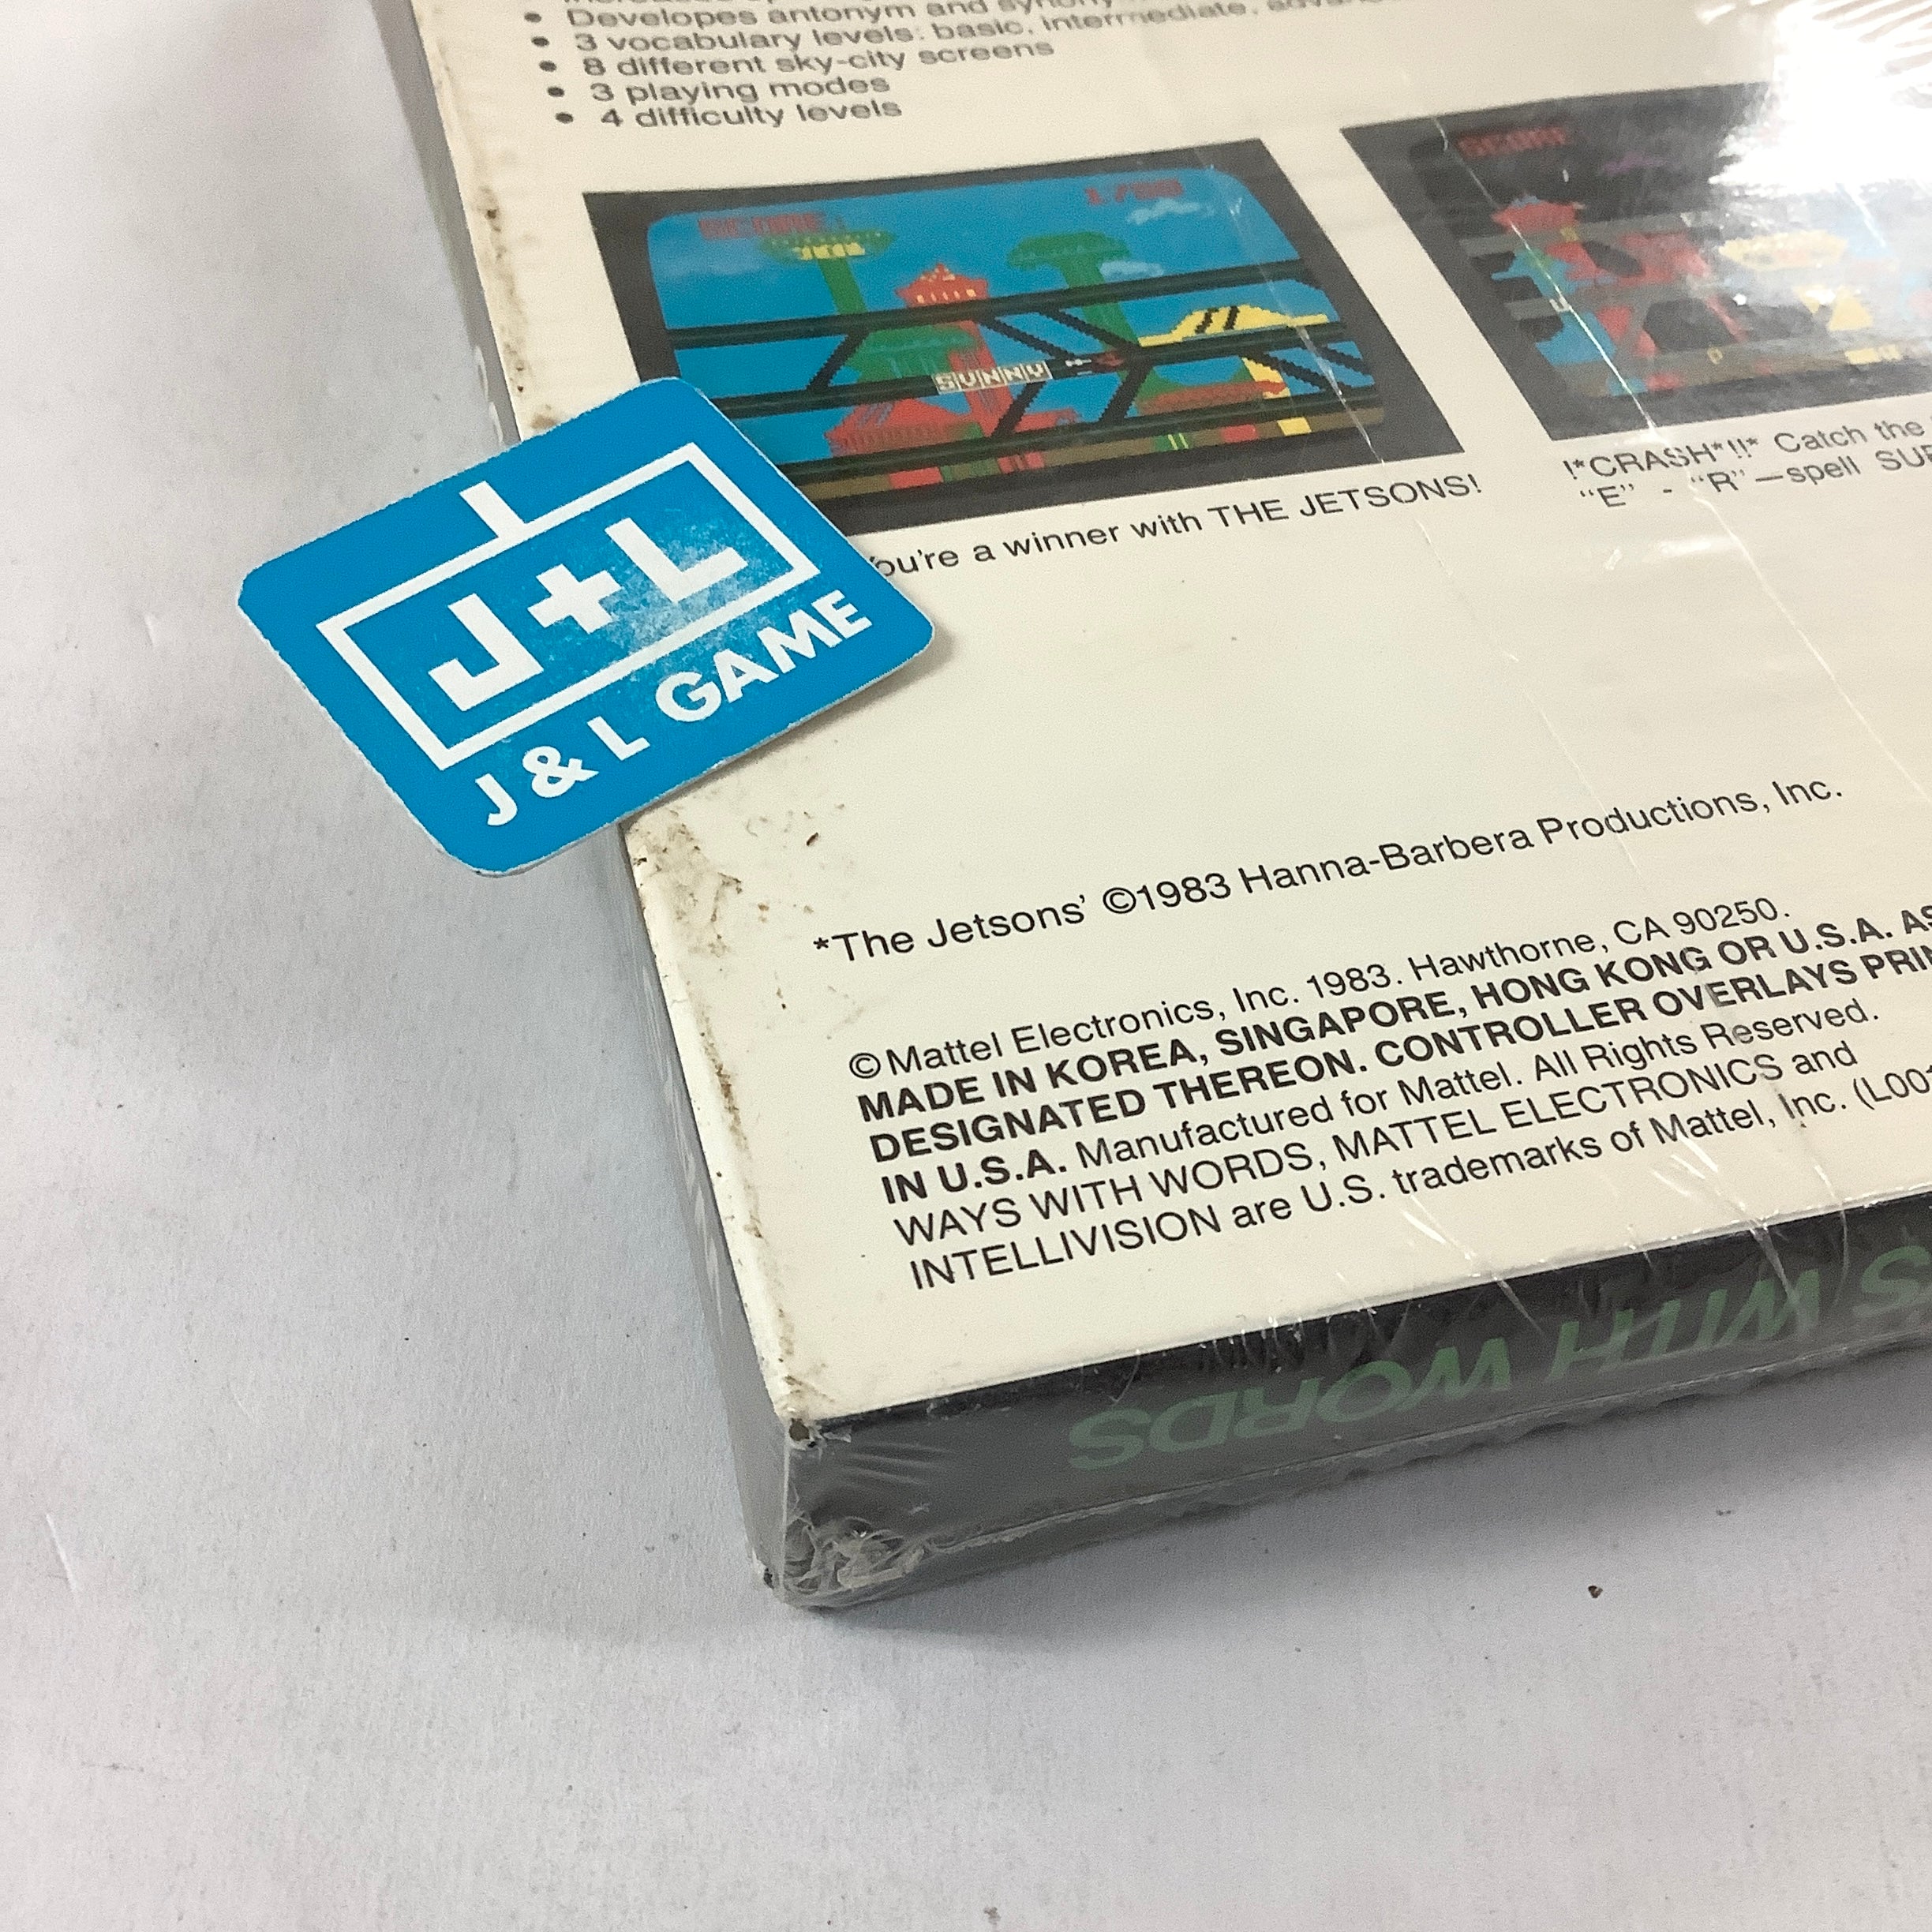 • Developes antonym and
• 3 vocabulary levels: basic, intermediate,
• 8 different sky-city screens
• 3 playing modes
• 4 difficulty levels
SCORE
SUNNY
SCORE
ou're a winner with THE JETSONS!
!*CRASH*!!* Catch the
“E” - “R”—spell
J+L
J & L GAME
*The Jetsons' ©1983 Hanna-Barbera Productions, Inc.
©Mattel Electronics, Inc. 1983. Hawthorne, CA 90250.
MADE IN KOREA, SINGAPORE, HONG KONG OR U.S.A. AS
DESIGNATED THEREON. CONTROLLER OVERLAYS
IN U.S.A. Manufactured for Mattel. All Rights Reserved.
WAYS WITH WORDS, MATTEL ELECTRONICS and
INTELLIVISION are U.S. trademarks of Mattel, Inc.
S WITH WORDS